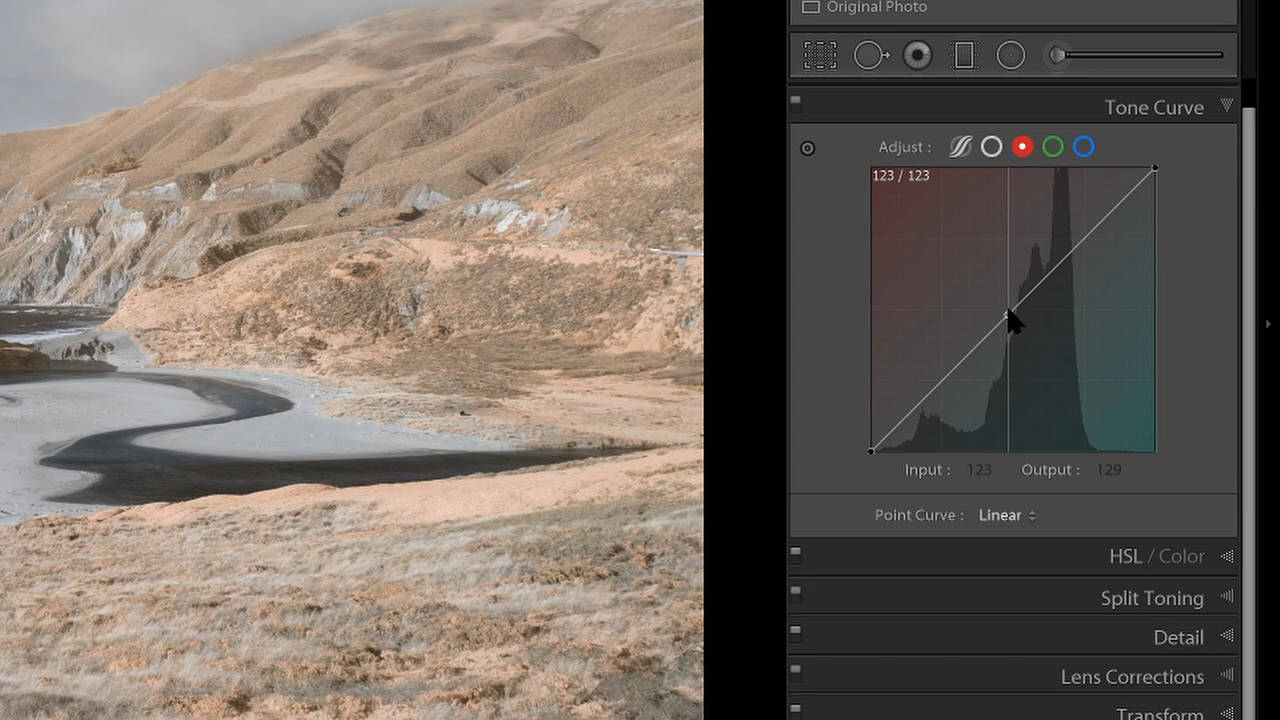 Original Photo
Tone Curve
Adjust :
123 / 123
Input : 123 Output : 129
Point Curve : Linear
HSL / Color
Split Toning
Detail
Lens Corrections
Transform